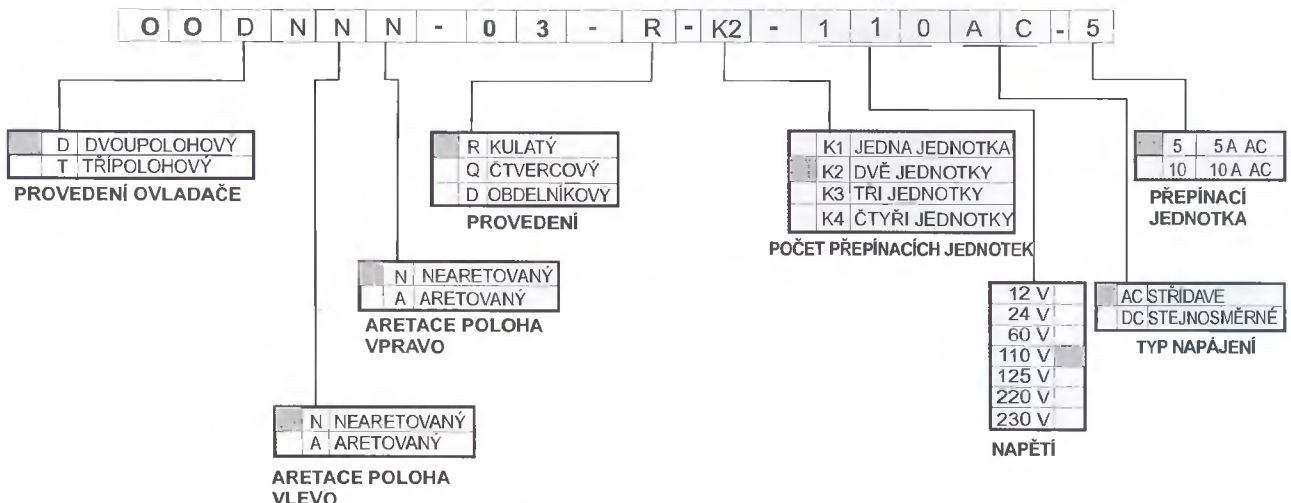 O O D N N N - 0 3 - R - K2 - 1 1 0 A C - 5
D DVOUPOLOHOVÝ
T TŘÍPOLOHOVÝ
PROVEDENÍ OVLADAČE
R KULATÝ
Q ČTVERCOVÝ
D OBDELNÍKOVY
PROVEDENÍ
K1 JEDNA JEDNOTKA
K2 DVĚ JEDNOTKY
K3 TRI JEDNOTKY
K4 ČTYŘI JEDNOTKY
POČET PŘEPÍNACÍCH JEDNOTEK
5 5 A AC
10 10 A AC
PŘEPÍNACÍ
JEDNOTKA
N NEARETOVANÝ
A ARETOVANÝ
ARETACE POLOHA
VPRAVO
12 V
24 V
60 V
110 V
125 V
220 V
230 V
NAPĚTÍ
AC STŘIDAVE
DC STEJNOSMĚRNÉ
TYP NAPÁJENÍ
N NEARETOVANÝ
A ARETOVANÝ
ARETACE POLOHA
VLEVO